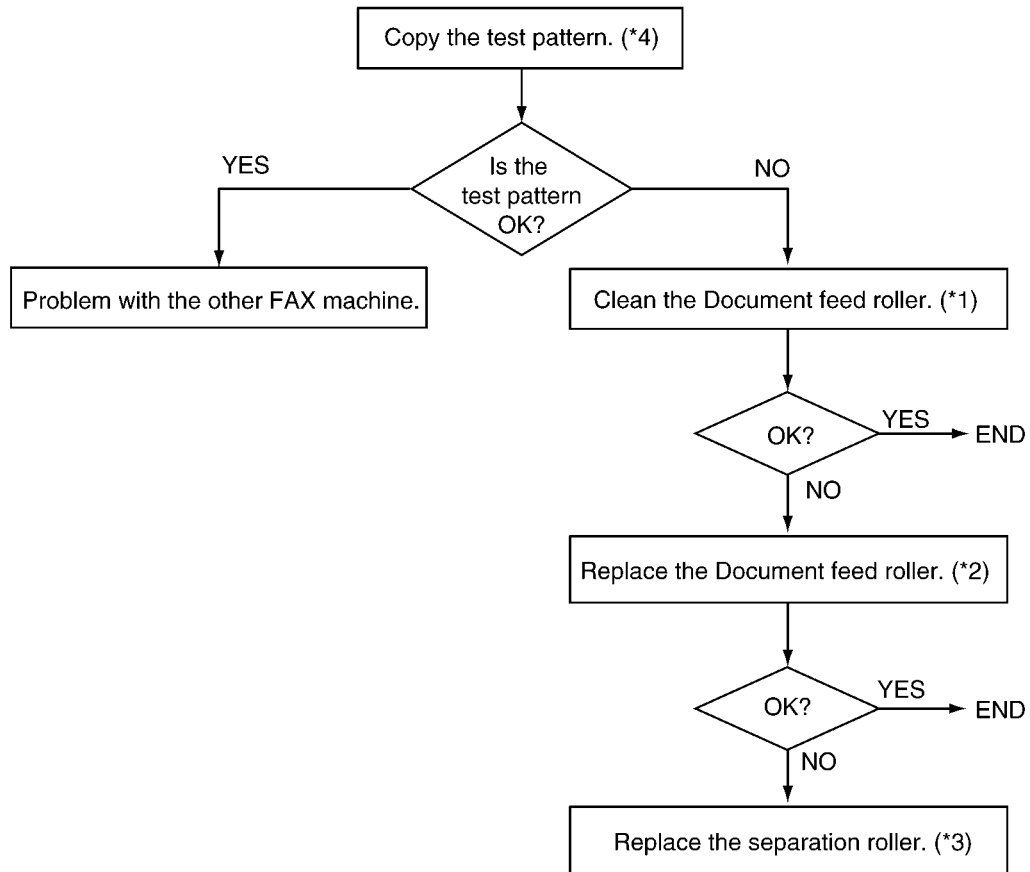 Copy the test pattern. (*4)
Is the
test pattern
OK?
YES
NO
Problem with the other FAX machine.
Clean the Document feed roller. (*1)
OK?
YES
END
NO
Replace the Document feed roller. (*2)
OK?
YES
END
NO
Replace the separation roller. (*3)